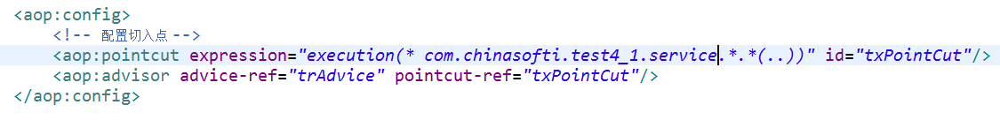 <aop:config>
<!-- 配置切入点 -->
<aop:pointcut expression="execution(* com.chinasofti.test4_1.service.*.*(..))" id="txPointCut"/>
<aop:advisor advice-ref="trAdvice" pointcut-ref="txPointCut"/>
</aop:config>